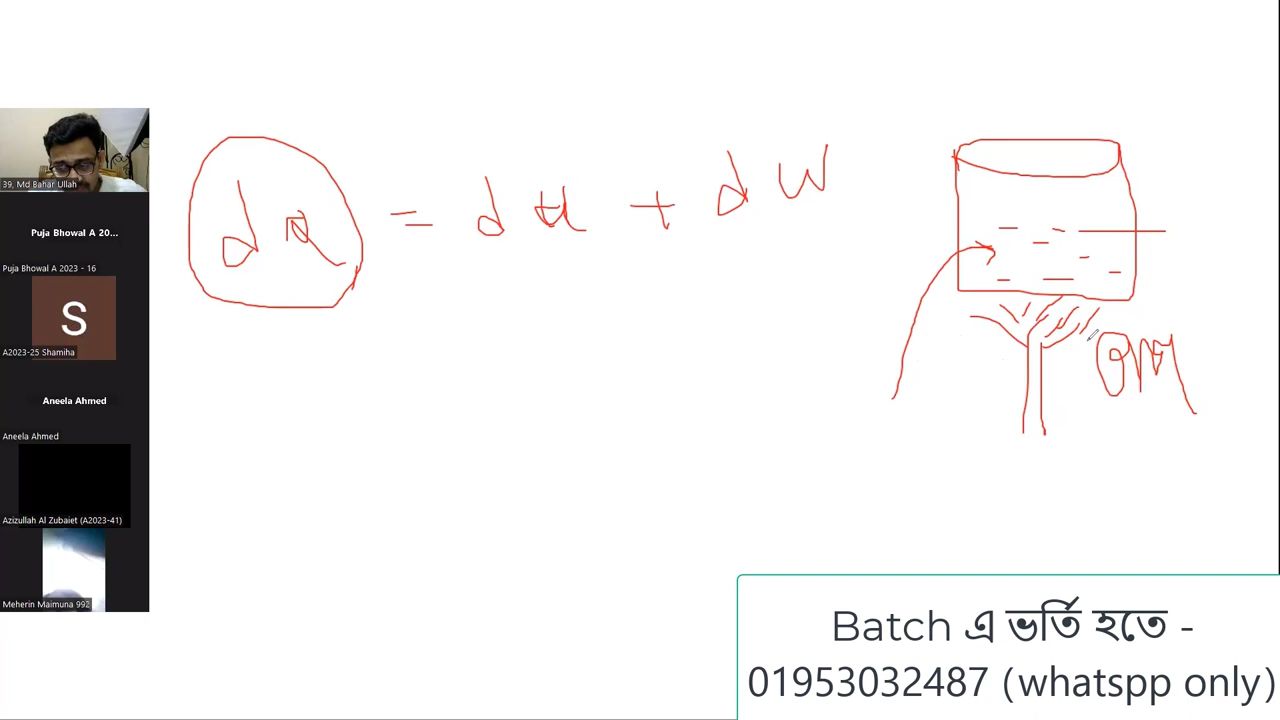 39, Md Bahar Ullah
Puja Bhowal A 20...
Puja Bhowal A 2023 - 16
S
A2023-25 Shamiha
Aneela Ahmed
Aneela Ahmed
Azizullah Al Zubaiet (A2023-41)
Meherin Maimuna 992
dQ = du + dW
Batch এ ভর্তি হতে -
01953032487 (whatspp only)